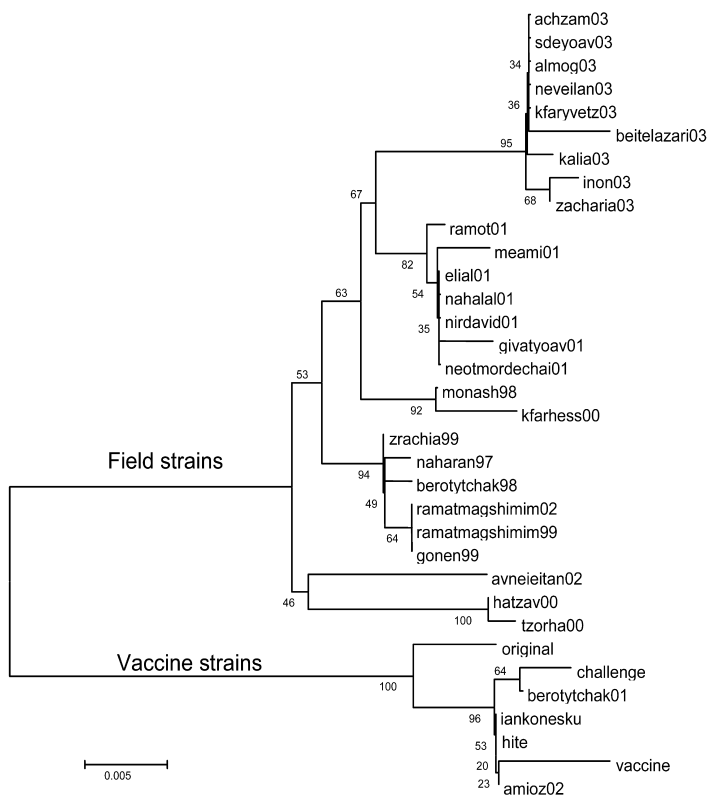 achzam03
sdeyoav03
34
almog03
neveilan03
36
kfaryvetz03
beitelazari03
95
kalia03
inon03
68
zacharia03
67
ramot01
meami01
82
elial01
54
nahalal01
63
nirdavid01
35
givatyoav01
neotmordechai01
53
monash98
92
kfarhess00
zrachia99
Field strains
naharan97
94
berotytchak98
49
ramatmagshimim02
64
ramatmagshimim99
gonen99
avneieitan02
46
hatzav00
100
tzorha00
original
Vaccine strains
64
challenge
100
berotytchak01
96
iankonesku
53
hite
20
vaccine
0.005
23
amioz02